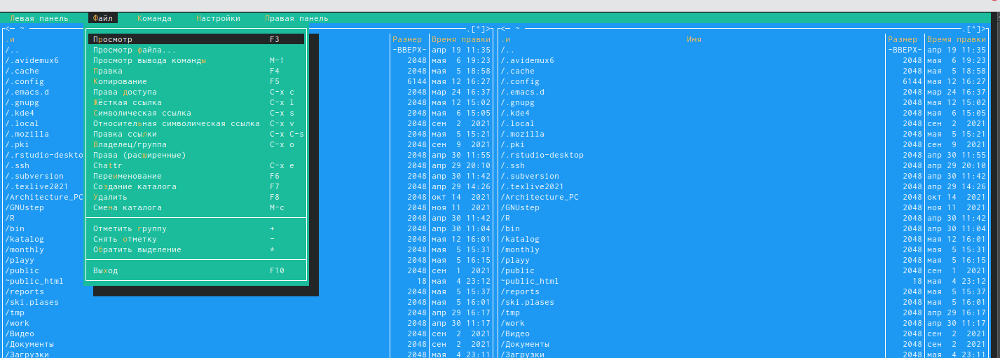 Левая панель Файл Команда Настройки Правая панель
<─ ~ .[^]> <─ ~ .[^]>
.и Просмотр F3 Размер Время правки .и Имя Размер Время правки
/.. Просмотр файла... -ВВЕРХ- апр 19 11:35 /.. -ВВЕРХ- апр 19 11:35
/.avidemux6 Просмотр вывода команды M-! 2048 мая 6 19:23 /.avidemux6 2048 мая 6 19:23
/.cache Правка F4 2048 мая 5 18:58 /.cache 2048 мая 5 18:58
/.config Копирование F5 6144 мая 12 16:27 /.config 6144 мая 12 16:27
/.emacs.d Права доступа C-x c 2048 мар 24 16:37 /.emacs.d 2048 мар 24 16:37
/.gnupg Жёсткая ссылка C-x l 2048 мая 12 15:02 /.gnupg 2048 мая 12 15:02
/.kde4 Символическая ссылка C-x s 2048 мая 6 15:05 /.kde4 2048 мая 6 15:05
/.local Относительная символическая ссылка C-x v 2048 сен 2 2021 /.local 2048 сен 2 2021
/.mozilla Правка ссылки C-x C-s 2048 мая 5 15:21 /.mozilla 2048 мая 5 15:21
/.pki Владелец/группа C-x o 2048 сен 9 2021 /.pki 2048 сен 9 2021
/.rstudio-deskto Права (расширенные) 2048 апр 30 11:55 /.rstudio-desktop 2048 апр 30 11:55
/.ssh Chattr C-x e 2048 апр 29 20:10 /.ssh 2048 апр 29 20:10
/.subversion Переименование F6 2048 апр 30 11:42 /.subversion 2048 апр 30 11:42
/.texlive2021 Создание каталога F7 2048 апр 29 14:26 /.texlive2021 2048 апр 29 14:26
/Architecture_PC Удалить F8 2048 окт 14 2021 /Architecture_PC 2048 окт 14 2021
/GNUstep Смена каталога M-c 2048 ноя 11 2021 /GNUstep 2048 ноя 11 2021
/R 2048 апр 30 11:42 /R 2048 апр 30 11:42
/bin Отметить группу + 2048 апр 30 11:04 /bin 2048 апр 30 11:04
/katalog Снять отметку - 2048 мая 12 16:01 /katalog 2048 мая 12 16:01
/monthly Обратить выделение * 2048 мая 5 15:31 /monthly 2048 мая 5 15:31
/playy 2048 мая 5 16:15 /playy 2048 мая 5 16:15
/public Выход F10 2048 сен 1 2021 /public 2048 сен 1 2021
~public_html 18 мая 4 23:12 ~public_html 18 мая 4 23:12
/reports 2048 мая 5 15:37 /reports 2048 мая 5 15:37
/ski.plases 2048 мая 5 16:01 /ski.plases 2048 мая 5 16:01
/tmp 2048 апр 29 16:17 /tmp 2048 апр 29 16:17
/work 2048 апр 30 11:17 /work 2048 апр 30 11:17
/Видео 2048 сен 2 2021 /Видео 2048 сен 2 2021
/Документы 2048 сен 2 2021 /Документы 2048 сен 2 2021
/Загрузки 2048 мая 4 23:11 /Загрузки 2048 мая 4 23:11